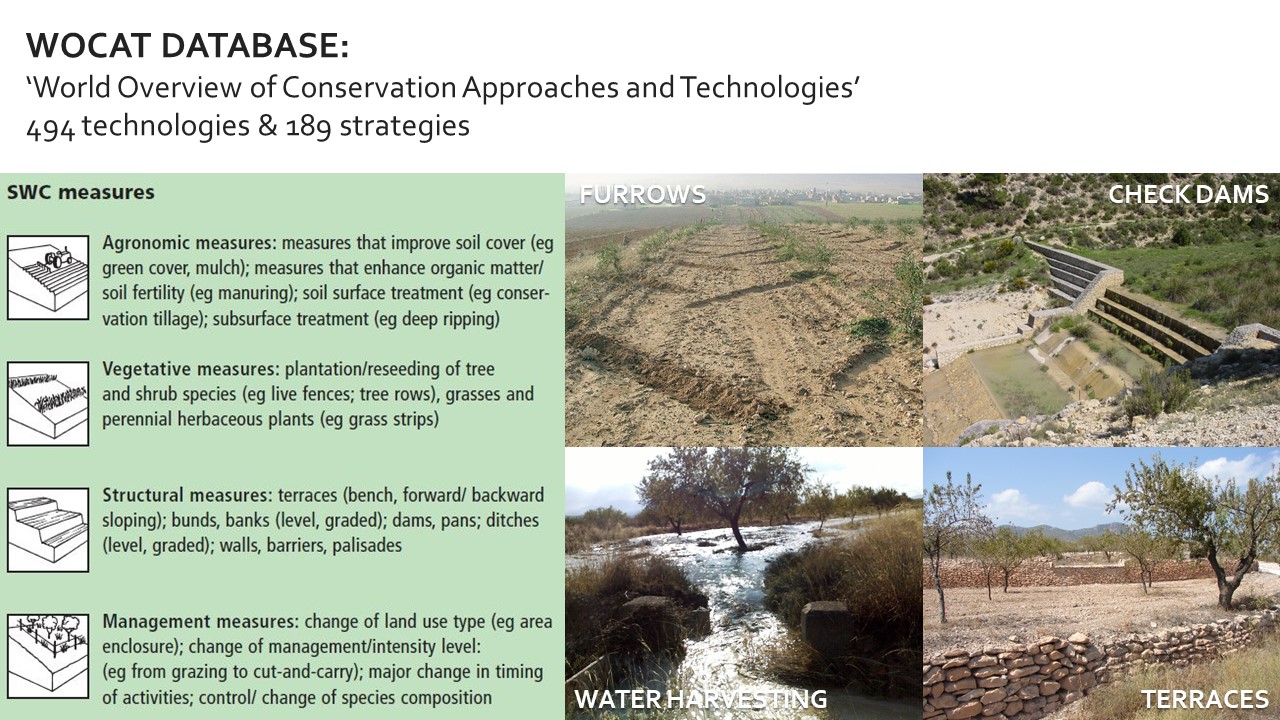 WOCAT DATABASE:
‘World Overview of Conservation Approaches and Technologies’
494 technologies & 189 strategies
SWC measures
Agronomic measures: measures that improve soil cover (eg
green cover, mulch); measures that enhance organic matter/
soil fertility (eg manuring); soil surface treatment (eg conser-
vation tillage); subsurface treatment (eg deep ripping)
Vegetative measures: plantation/reseeding of tree
and shrub species (eg live fences; tree rows), grasses and
perennial herbaceous plants (eg grass strips)
Structural measures: terraces (bench, forward/ backward
sloping); bunds, banks (level, graded); dams, pans; ditches
(level, graded); walls, barriers, palisades
Management measures: change of land use type (eg area
enclosure); change of management/intensity level:
(eg from grazing to cut-and-carry); major change in timing
of activities; control/ change of species composition
FURROWS
CHECK DAMS
WATER HARVESTING
TERRACES